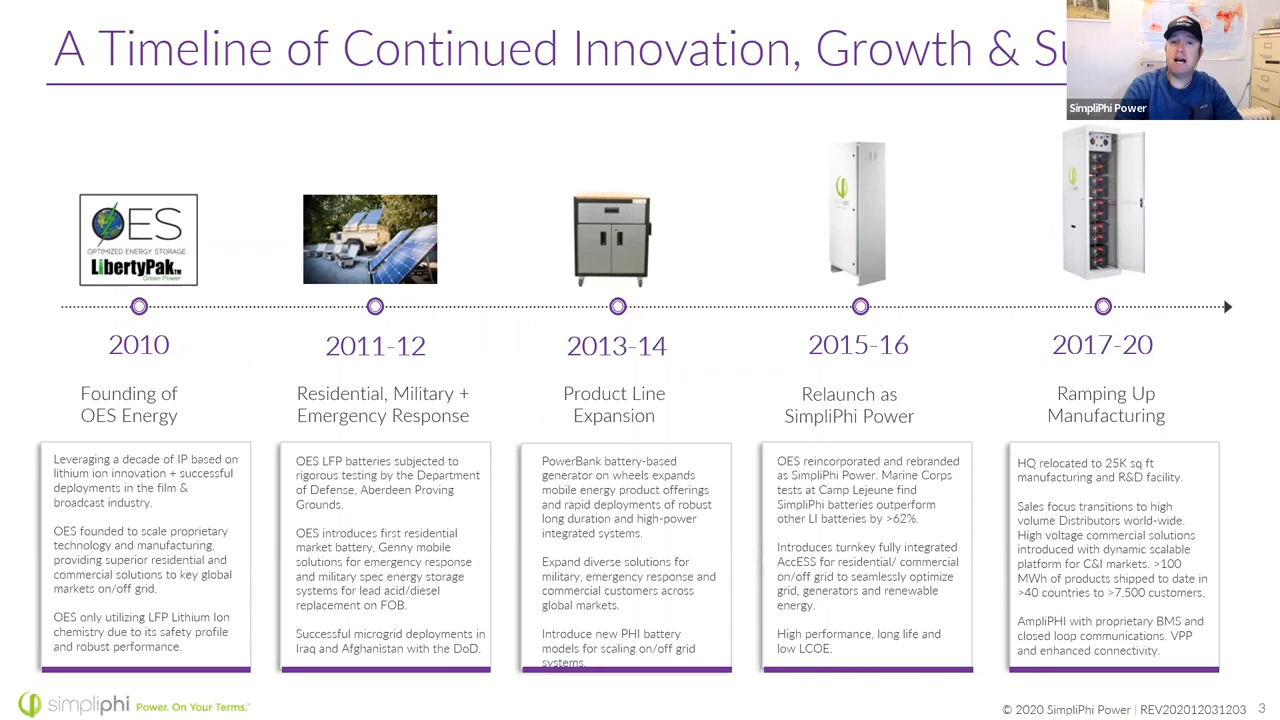 A Timeline of Continued Innovation, Growth & Su
SimpliPhi Power
OES
OPTIMIZED ENERGY STORAGE
LibertyPak™
Green Power
2010
Founding of
OES Energy
Leveraging a decade of IP based on
lithium ion innovation + successful
deployments in the film &
broadcast industry.
OES founded to scale proprietary
technology and manufacturing,
providing superior residential and
commercial solutions to key global
markets on/off grid.
OES only utilizing LFP Lithium Ion
chemistry due to its safety profile
and robust performance.
2011-12
Residential, Military +
Emergency Response
OES LFP batteries subjected to
rigorous testing by the Department
of Defense, Aberdeen Proving
Grounds.
OES introduces first residential
market battery, Genny mobile
solutions for emergency response
and military spec energy storage
systems for lead acid/diesel
replacement on FOB.
Successful microgrid deployments in
Iraq and Afghanistan with the DoD.
2013-14
Product Line
Expansion
PowerBank battery-based
generator on wheels expands
mobile energy product offerings
and rapid deployments of robust
long duration and high-power
integrated systems.
Expand diverse solutions for
military, emergency response and
commercial customers across
global markets.
Introduce new PHI battery
models for scaling on/off grid
systems.
2015-16
Relaunch as
SimpliPhi Power
OES reincorporated and rebranded
as SimpliPhi Power. Marine Corps
tests at Camp Lejeune find
SimpliPhi batteries outperform
other LI batteries by >62%.
Introduces turnkey fully integrated
AccESS for residential/ commercial
on/off grid to seamlessly optimize
grid, generators and renewable
energy.
High performance, long life and
low LCOE.
2017-20
Ramping Up
Manufacturing
HQ relocated to 25K sq ft
manufacturing and R&D facility.
Sales focus transitions to high
volume Distributors world-wide.
High voltage commercial solutions
introduced with dynamic scalable
platform for C&I markets. >100
MWh of products shipped to date in
>40 countries to >7,500 customers.
AmpliPHI with proprietary BMS and
closed loop communications. VPP
and enhanced connectivity.
simpliphi Power. On Your Terms.™
© 2020 SimpliPhi Power | REV202012031203 3